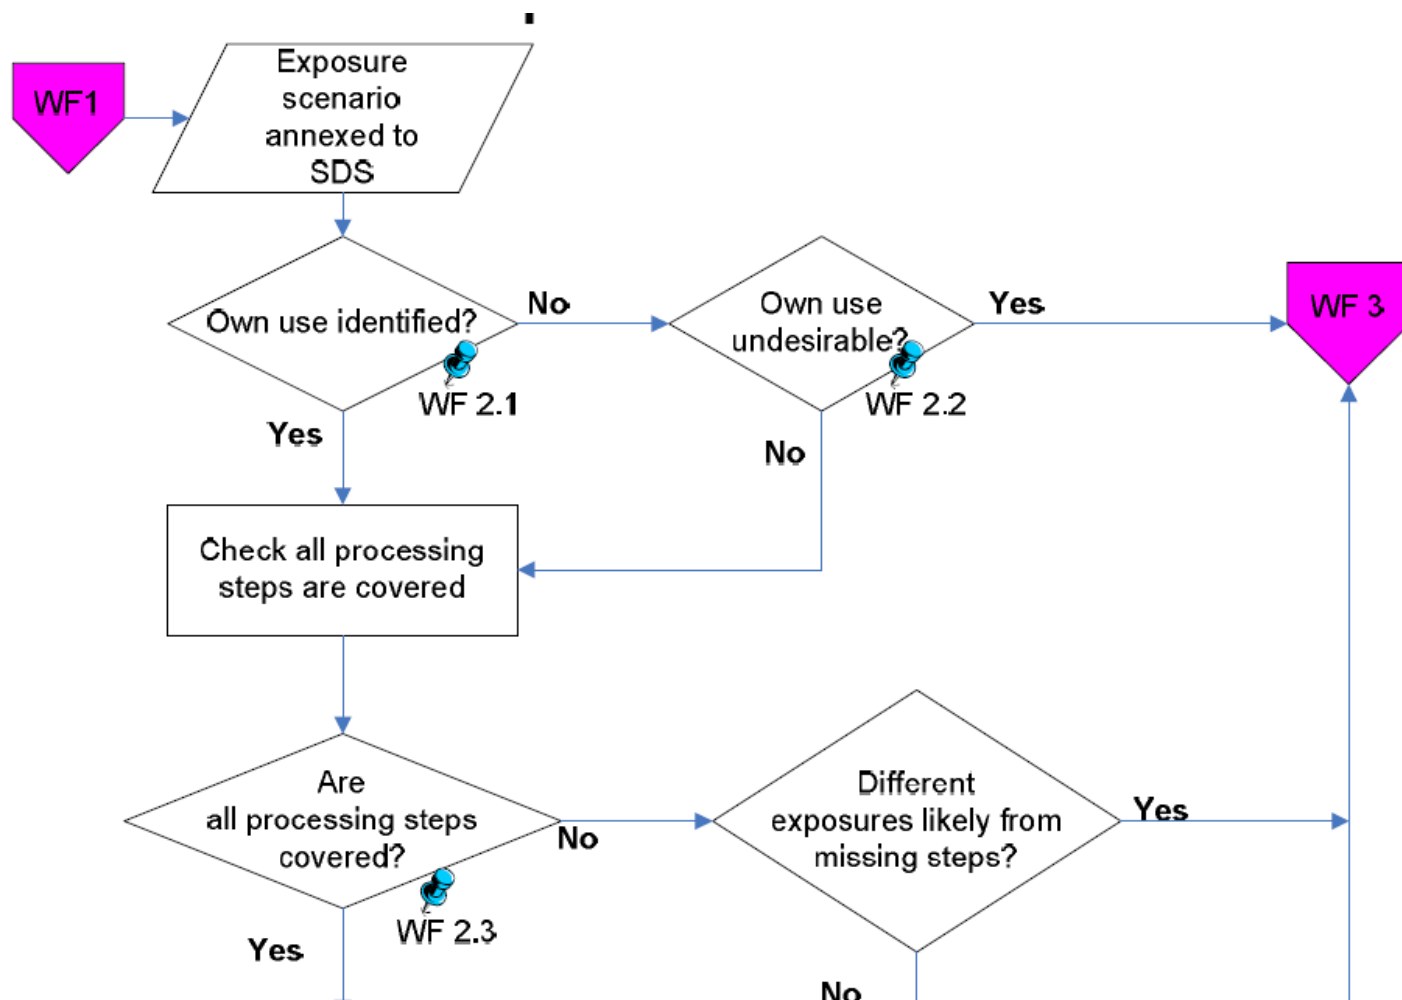 WF1
Exposure
scenario
annexed to
SDS
Own use identified?
No
Own use
undesirable?
Yes
WF 3
WF 2.1
WF 2.2
Yes
No
Check all processing
steps are covered
Are
all processing steps
covered?
No
Different
exposures likely from
missing steps?
Yes
WF 2.3
Yes
No